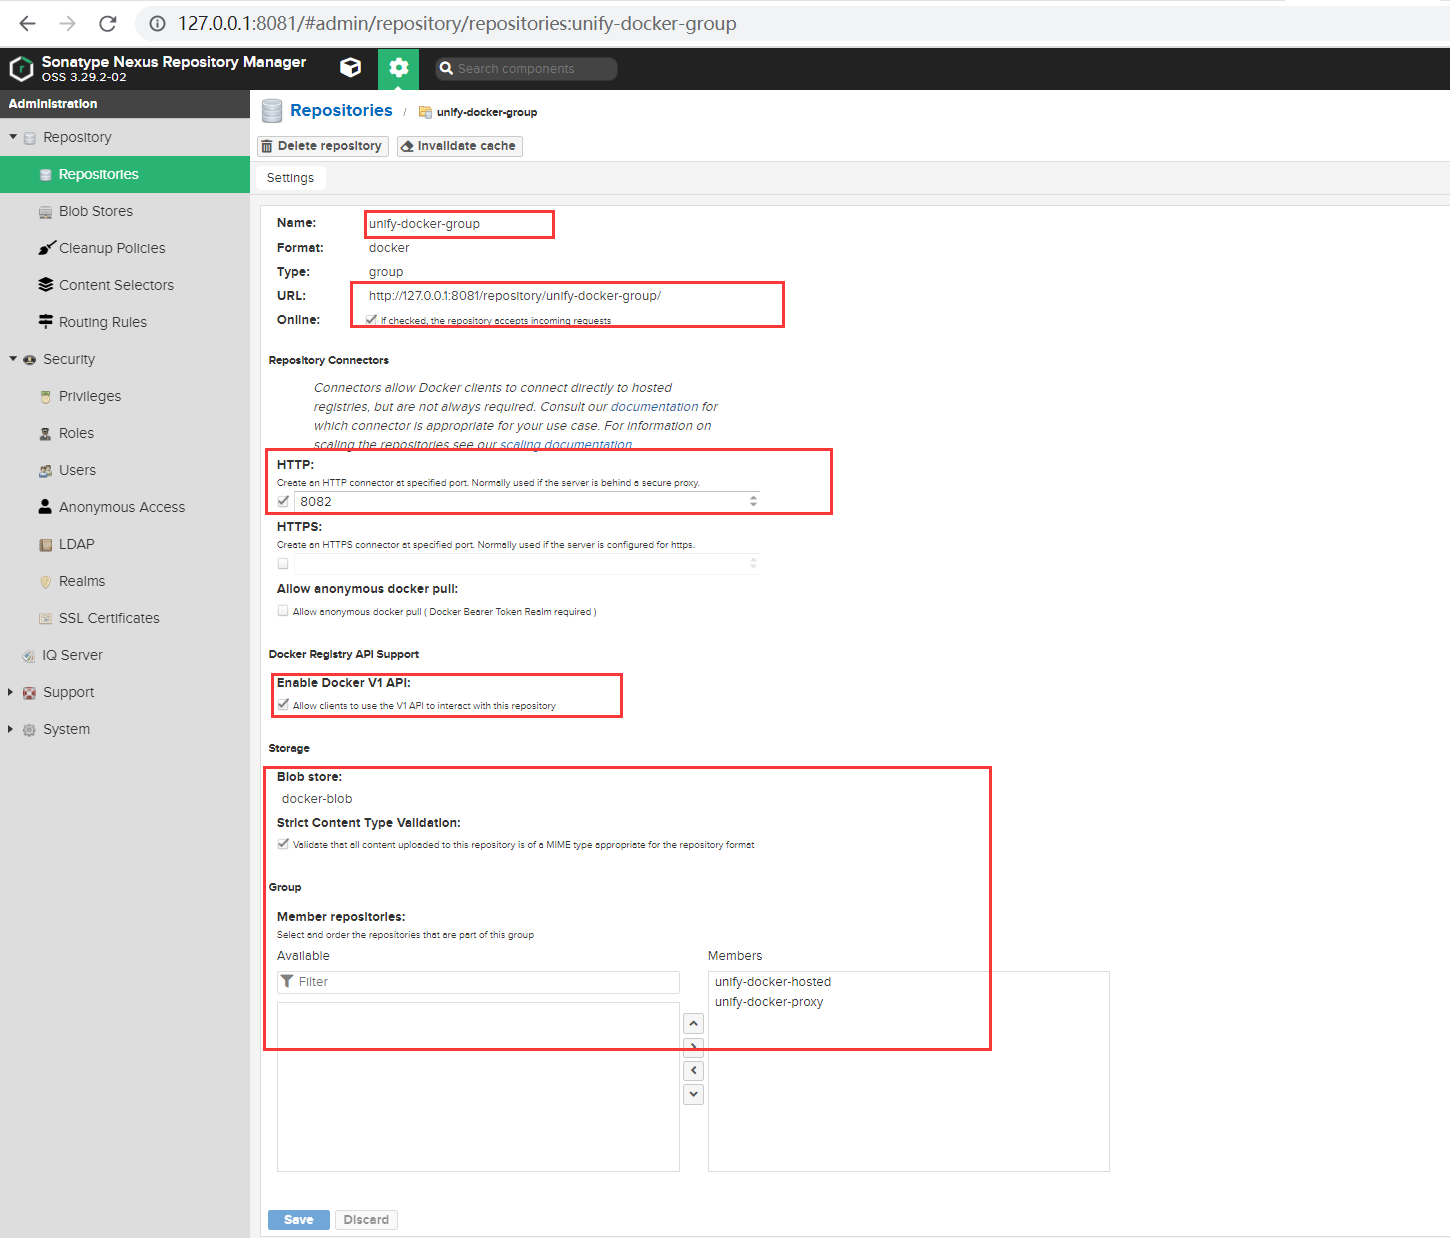 127.0.0.1:8081/#admin/repository/repositories:unify-docker-group
Sonatype Nexus Repository Manager
OSS 3.29.2-02
Search components
Administration
Repository
Repositories
Blob Stores
Cleanup Policies
Content Selectors
Routing Rules
Security
Privileges
Roles
Users
Anonymous Access
LDAP
Realms
SSL Certificates
IQ Server
Support
System
Repositories / unify-docker-group
Delete repository
Invalidate cache
Settings
Name: unify-docker-group
Format: docker
Type: group
URL: http://127.0.0.1:8081/repository/unify-docker-group/
Online: If checked, the repository accepts incoming requests
Repository Connectors
Connectors allow Docker clients to connect directly to hosted
registries, but are not always required. Consult our documentation for
which connector is appropriate for your use case. For information on
scaling the repositories see our scaling documentation.
HTTP:
Create an HTTP connector at specified port. Normally used if the server is behind a secure proxy.
8082
HTTPS:
Create an HTTPS connector at specified port. Normally used if the server is configured for https.
Allow anonymous docker pull:
Allow anonymous docker pull ( Docker Bearer Token Realm required )
Docker Registry API Support
Enable Docker V1 API:
Allow clients to use the V1 API to interact with this repository
Storage
Blob store:
docker-blob
Strict Content Type Validation:
Validate that all content uploaded to this repository is of a MIME type appropriate for the repository format
Group
Member repositories:
Select and order the repositories that are part of this group
Available
Filter
Members
unify-docker-hosted
unify-docker-proxy
Save
Discard